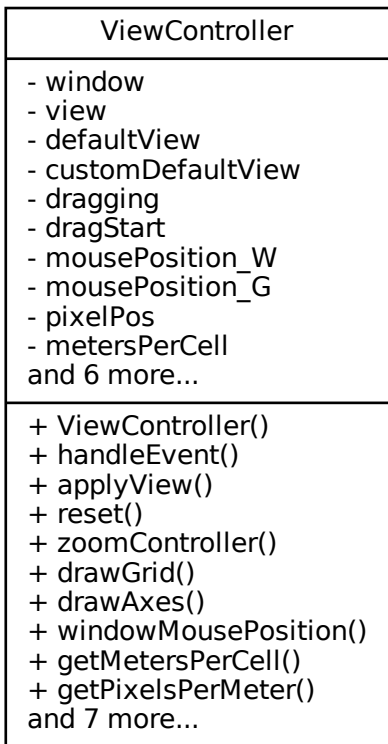 ViewController
- window
- view
- defaultView
- customDefaultView
- dragging
- dragStart
- mousePosition_W
- mousePosition_G
- pixelPos
- metersPerCell
and 6 more...
+ ViewController()
+ handleEvent()
+ applyView()
+ reset()
+ zoomController()
+ drawGrid()
+ drawAxes()
+ windowMousePosition()
+ getMetersPerCell()
+ getPixelsPerMeter()
and 7 more...